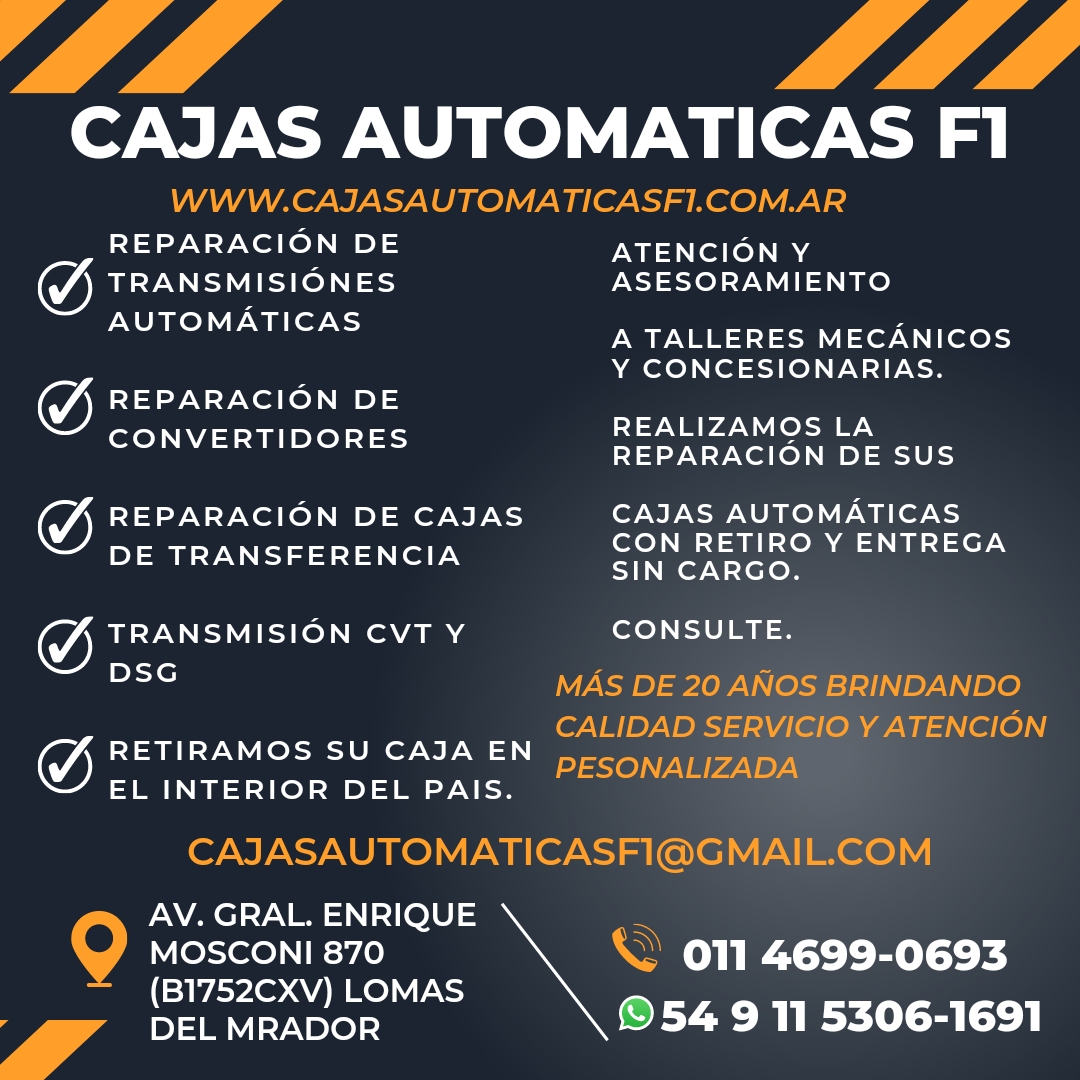 CAJAS AUTOMATICAS F1
WWW.CAJASAUTOMATICASF1.COM.AR
REPARACIÓN DE
TRANSMISIÓNES
AUTOMÁTICAS
REPARACIÓN DE
CONVERTIDORES
REPARACIÓN DE CAJAS
DE TRANSFERENCIA
TRANSMISIÓN CVT Y
DSG
RETIRAMOS SU CAJA EN
EL INTERIOR DEL PAIS.
ATENCIÓN Y
ASESORAMIENTO
A TALLERES MECÁNICOS
Y CONCESIONARIAS.
REALIZAMOS LA
REPARACIÓN DE SUS
CAJAS AUTOMÁTICAS
CON RETIRO Y ENTREGA
SIN CARGO.
CONSULTE.
MÁS DE 20 AÑOS BRINDANDO
CALIDAD SERVICIO Y ATENCIÓN
PESONALIZADA
CAJASAUTOMATICASF1@GMAIL.COM
AV. GRAL. ENRIQUE
MOSCONI 870
(B1752CXV) LOMAS
DEL MRADOR
011 4699-0693
54 9 11 5306-1691